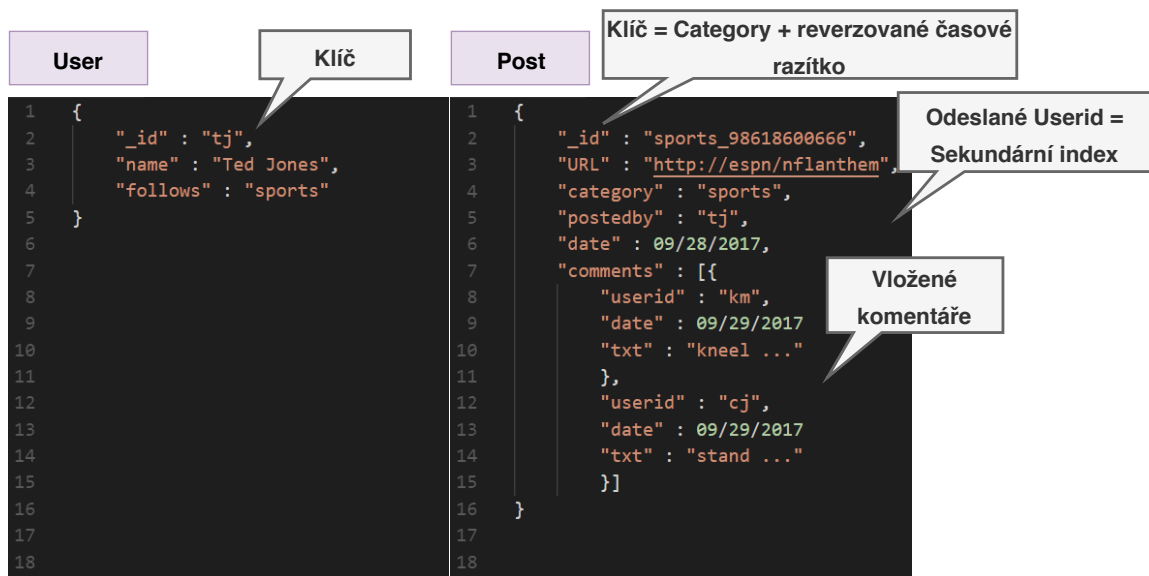 User
Klíč
1 {
2 "_id" : "tj",
3 "name" : "Ted Jones",
4 "follows" : "sports"
5 }
6
7
8
9
10
11
12
13
14
15
16
17
18
Post
Klíč = Category + reverzované časové
razítko
Odeslané Userid =
Sekundární index
Vložené
komentáře
1 {
2 "_id" : "sports_98618600666",
3 "URL" : "http://espn/nflanthem",
4 "category" : "sports",
5 "postedby" : "tj",
6 "date" : 09/28/2017,
7 "comments" : [{
8 "userid" : "km",
9 "date" : 09/29/2017
10 "txt" : "kneel ..."
11 },
12 "userid" : "cj",
13 "date" : 09/29/2017
14 "txt" : "stand ..."
15 }]
16 }
17
18